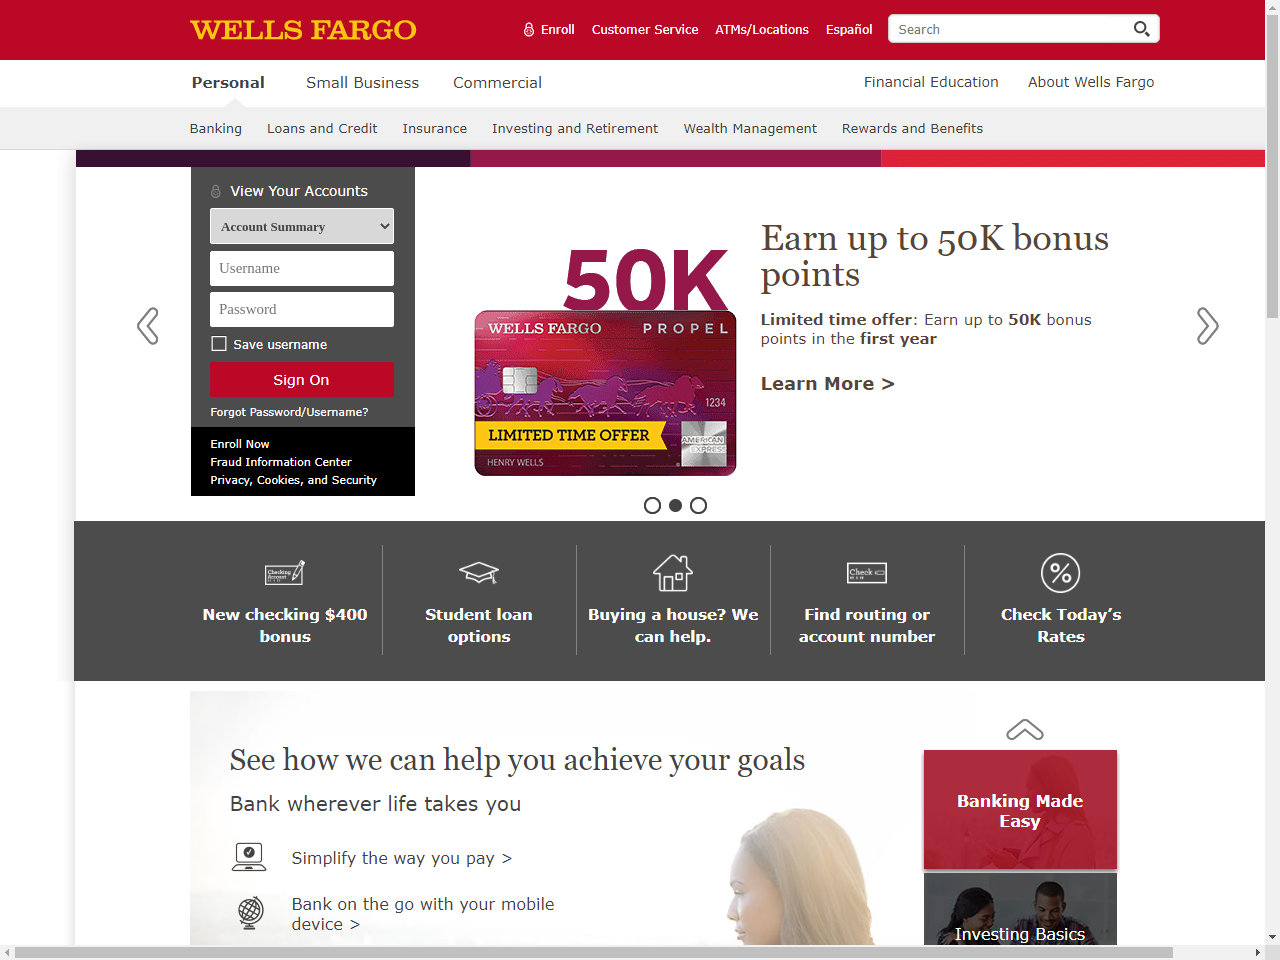 WELLS FARGO
Enroll Customer Service ATMs/Locations Español Search
Personal Small Business Commercial Financial Education About Wells Fargo
Banking Loans and Credit Insurance Investing and Retirement Wealth Management Rewards and Benefits
View Your Accounts
Account Summary
Username
Password
Save username
Sign On
Forgot Password/Username?
Enroll Now
Fraud Information Center
Privacy, Cookies, and Security
50K
WELLS FARGO PROPEL
1234
LIMITED TIME OFFER
AMERICAN
EXPRESS
HENRY WELLS
Earn up to 50K bonus
points
Limited time offer: Earn up to 50K bonus
points in the first year
Learn More >
Checking
Account
New checking $400
bonus
Student loan
options
Buying a house? We
can help.
Check
Find routing or
account number
%
Check Today’s
Rates
See how we can help you achieve your goals
Bank wherever life takes you
Simplify the way you pay >
Bank on the go with your mobile
device >
Banking Made
Easy
Investing Basics